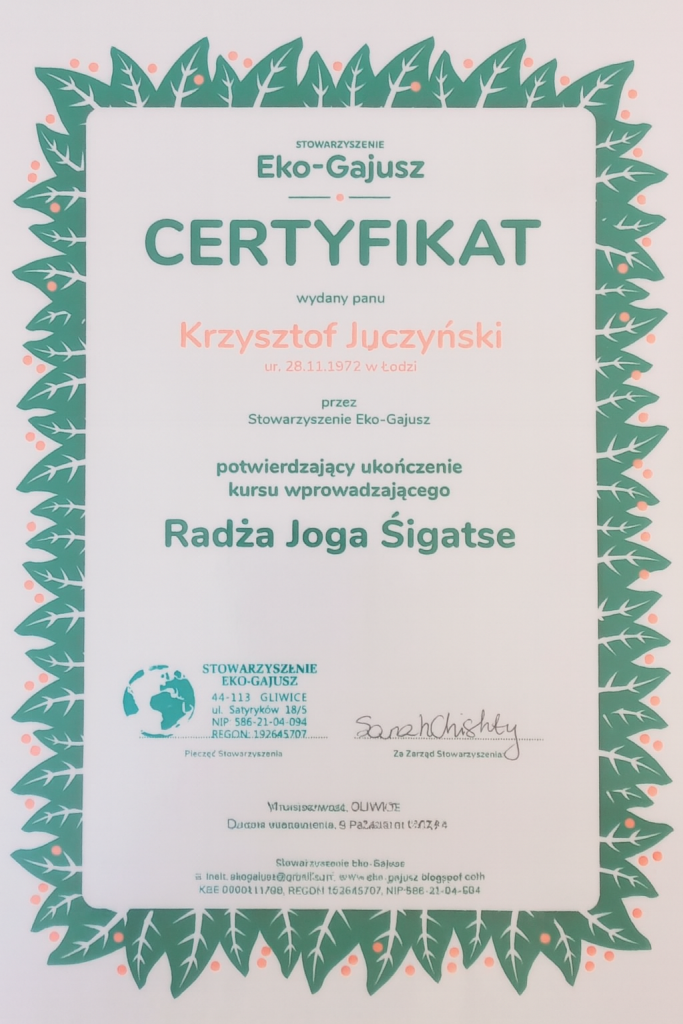 STOWARZYSZENIE
Eko-Gajusz
CERTYFIKAT
wydany panu
Krzysztof Juczyński
ur. 28.11.1972 w Łodzi
przez
Stowarzyszenie Eko-Gajusz
potwierdzający ukończenie
kursu wprowadzającego
Radża Joga Śigatse
STOWARZYSZENIE
EKO-GAJUSZ
44-113 GLIWICE
ul. Satyryków 18/5
NIP 586-21-04-094
REGON: 192645707
SarahChishty
Pieczęć Stowarzyszenia
Za Zarząd Stowarzyszenia
Stowarzyszenie Eko-Gajusz